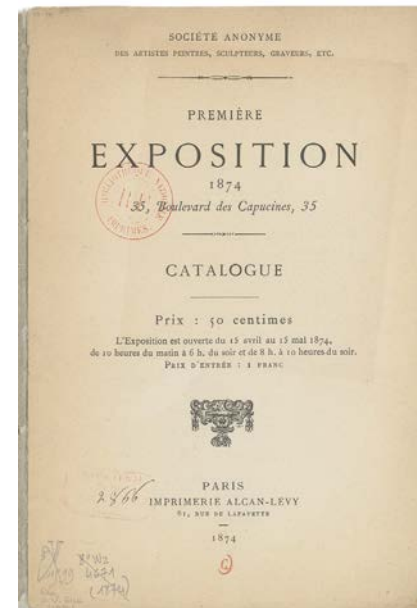 SOCIÉTÉ ANONYME
DES ARTISTES PEINTRES, SCULPTEURS, GRAVEURS, ETC.
PREMIÈRE
EXPOSITION
1874
35, Boulevard des Capucines, 35
CATALOGUE
Prix : 50 centimes
L'Exposition est ouverte du 15 avril au 15 mai 1874,
de 10 heures du matin à 6 h. du soir et de 8 h. à 10 heures du soir.
PRIX D'ENTRÉE : 1 FRANC
PARIS
2866
IMPRIMERIE ALCAN-LÉVY
61, RUE DE LAFAYETTE
1874
(1874)